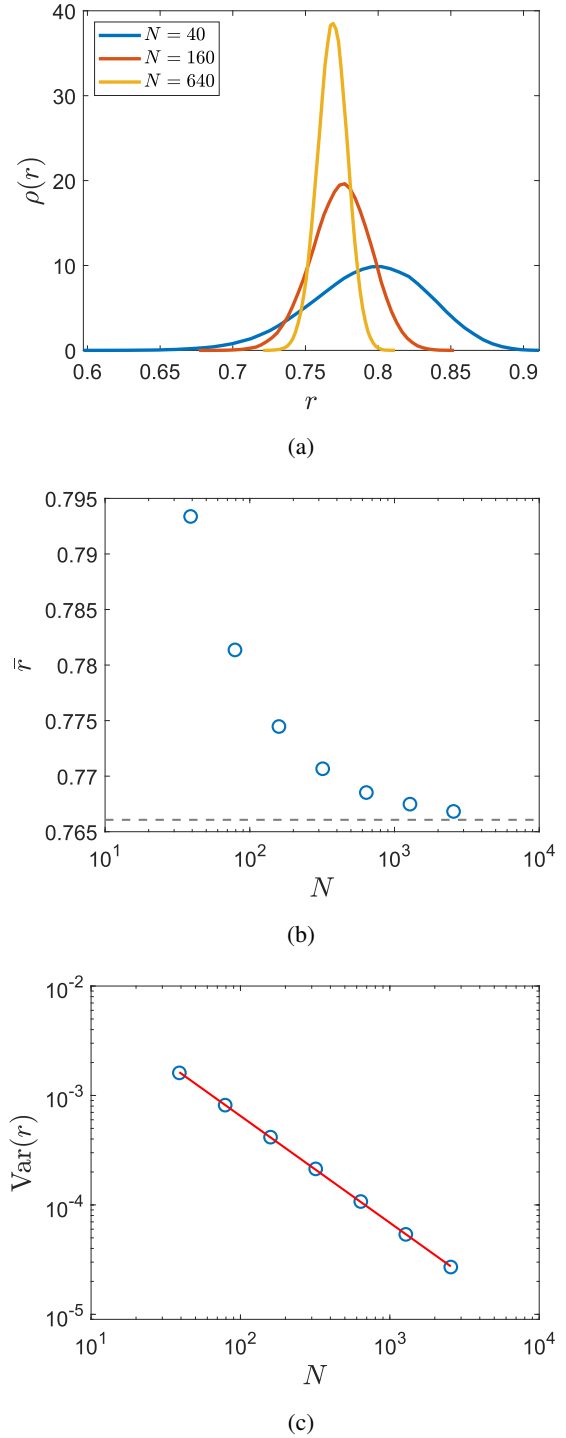 N = 40
N = 160
N = 640
40
30
20
10
0
ρ(r)
0.6 0.65 0.7 0.75 0.8 0.85 0.9
r
(a)
0.795
0.79
0.785
0.78
0.775
0.77
0.765
r̄
10^1 10^2 10^3 10^4
N
(b)
10^-2
10^-3
10^-4
10^-5
Var(r)
10^1 10^2 10^3 10^4
N
(c)